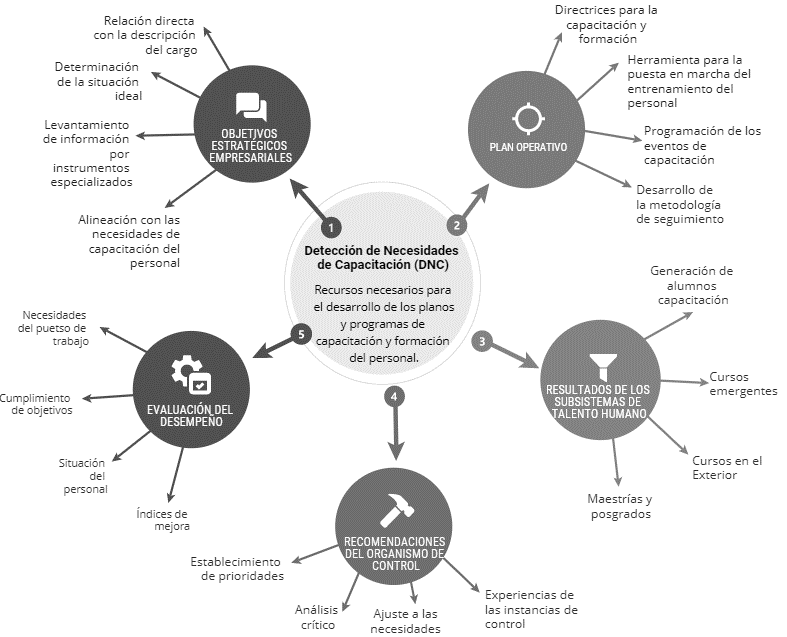 Detección de Necesidades
de Capacitación (DNC)
Recursos necesarios para
el desarrollo de los planos
y programas de
capacitación y formación
del personal.
1
OBJETIVOS
ESTRATÉGICOS
EMPRESARIALES
Relación directa
con la descripción
del cargo
Determinación
de la situación
ideal
Levantamiento
de información
por
instrumentos
especializados
Alineación con las
necesidades de
capacitación del
personal
2
PLAN OPERATIVO
Directrices para la
capacitación y
formación
Herramienta para la
puesta en marcha del
entrenamiento del
personal
Programación de los
eventos de
capacitación
Desarrollo de
la metodología
de seguimiento
3
RESULTADOS DE LOS
SUBSISTEMAS DE
TALENTO HUMANO
Generación de
alumnos
capacitación
Cursos
emergentes
Cursos en el
Exterior
Maestrías y
posgrados
4
RECOMENDACIONES
DEL ORGANISMO DE
CONTROL
Establecimiento
de prioridades
Análisis
crítico
Ajuste a las
necesidades
Experiencias de
las instancias de
control
5
EVALUACIÓN DEL
DESEMPEÑO
Necesidades
del puetso de
trabajo
Cumplimiento
de objetivos
Situación
del
personal
Índices de
mejora